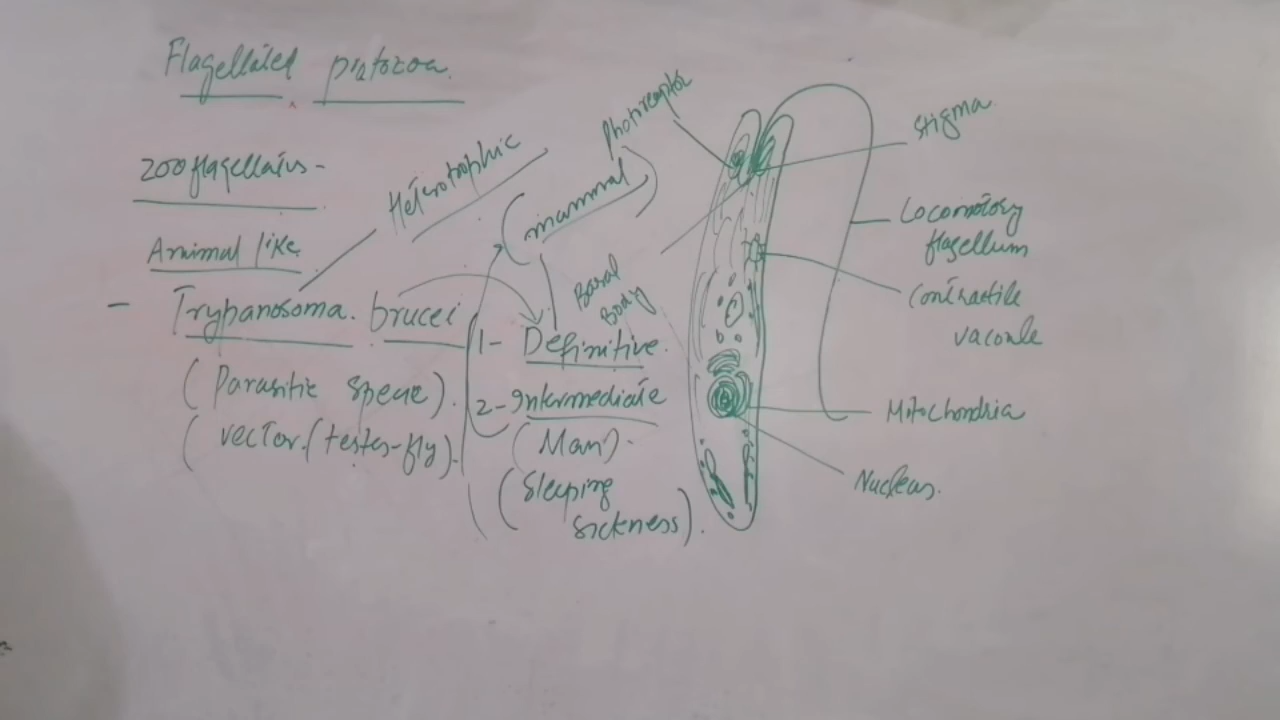 Flagellated protozoa.
zooflagellates -
Animal like
Heterotrophic
- Trypanosoma. brucei
(Parasitic specie).
(vector. (testes-fly).
(mammal)
1- Definitive.
2- Intermediate
(Man).
(Sleeping
sickness).
Photoreceptor
Basal
Body
Stigma
Locomotory
flagellum
Contractile
vacoule
Mitochondria
Nucleus.